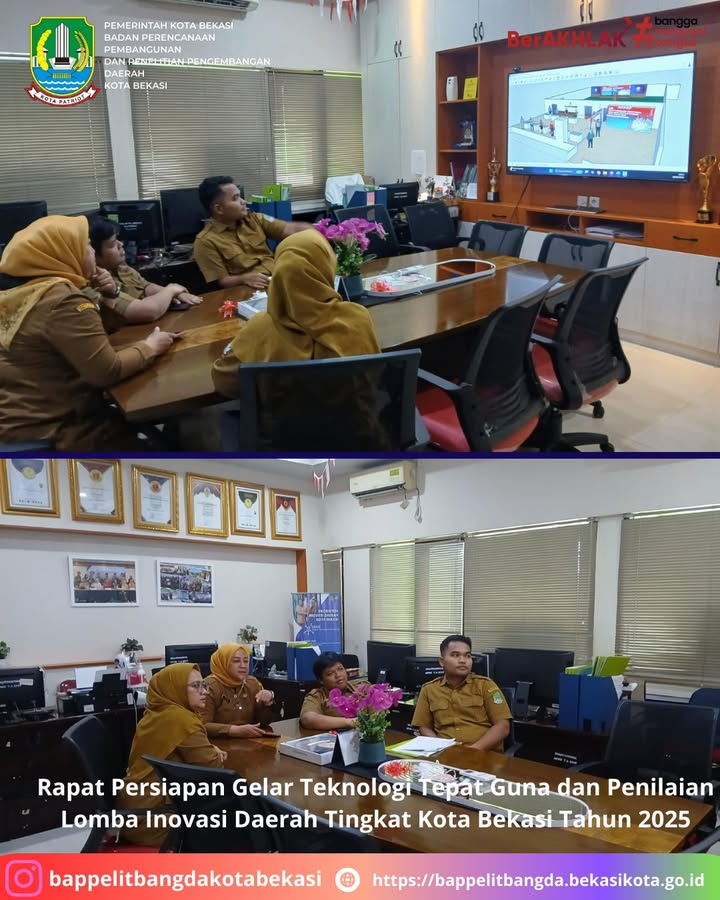 PEMERINTAH KOTA BEKASI
BADAN PERENCANAAN
PEMBANGUNAN
DAN PENELITIAN PENGEMBANGAN
DAERAH
KOTA BEKASI
KOTA PATRIOT
BerAKHLAK
#
bangga
melayani
bangsa
Rapat Persiapan Gelar Teknologi Tepat Guna dan Penilaian
Lomba Inovasi Daerah Tingkat Kota Bekasi Tahun 2025
bappelitbangdakotabekasi
https://bappelitbangda.bekasikota.go.id